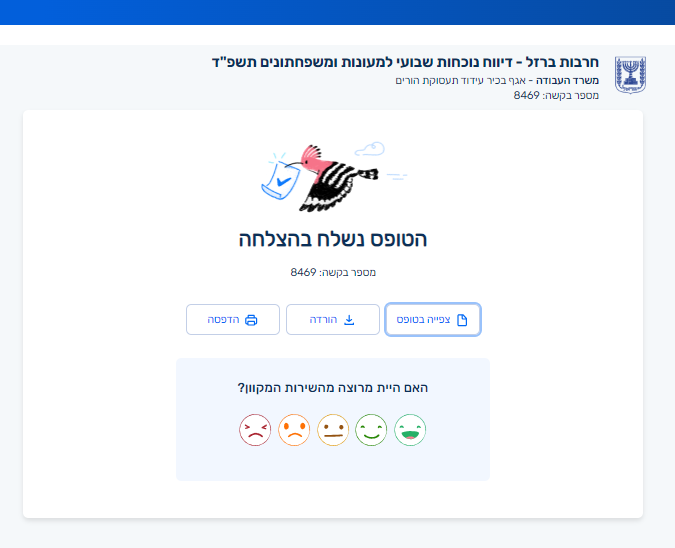 חרבות ברזל - דיווח נוכחות שבועי למעונות ומשפחתונים תשפ"ד
משרד העבודה - אגף בכיר עידוד תעסוקת הורים
מספר בקשה: 8469
הטופס נשלח בהצלחה
מספר בקשה: 8469
צפייה בטופס
הורדה
הדפסה
האם היית מרוצה מהשירות המקוון?